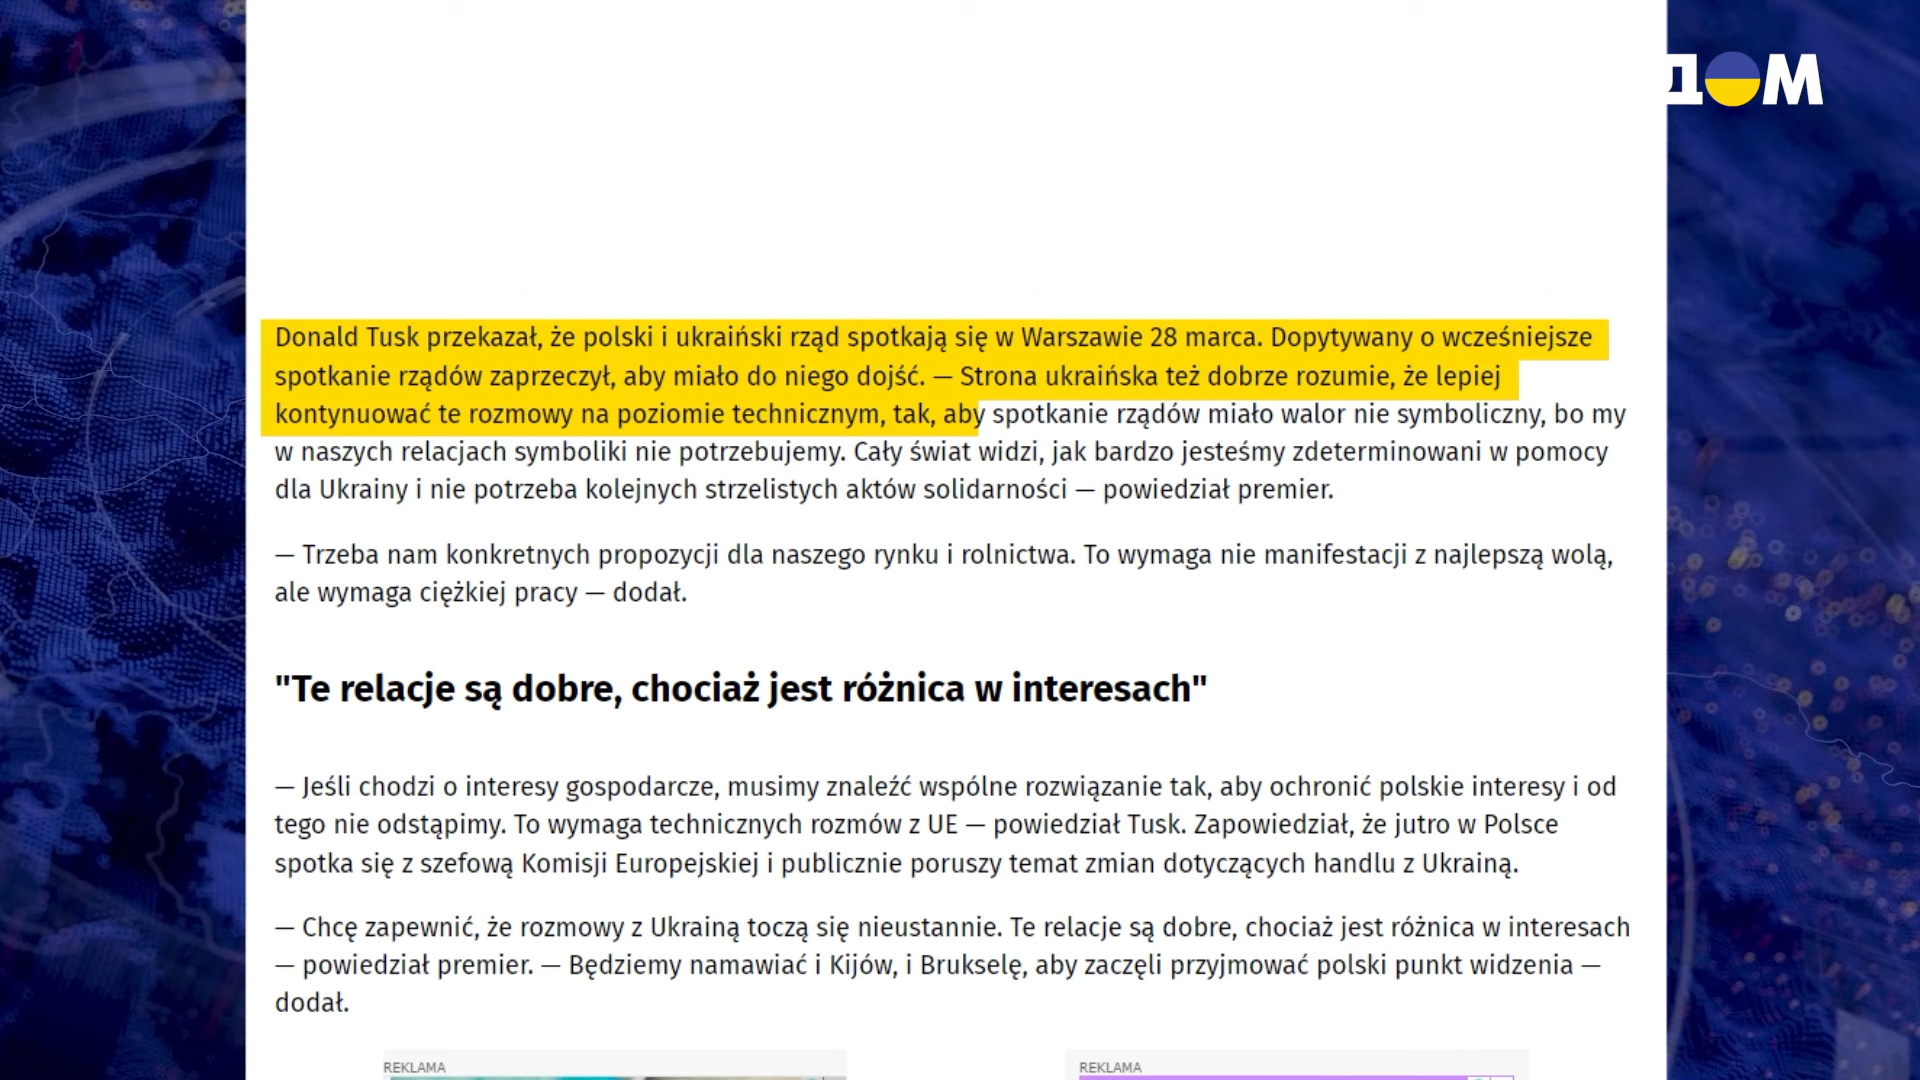 ДОМ
Donald Tusk przekazał, że polski i ukraiński rząd spotkają się w Warszawie 28 marca. Dopytywany o wcześniejsze
spotkanie rządów zaprzeczył, aby miało do niego dojść. — Strona ukraińska też dobrze rozumie, że lepiej
kontynuować te rozmowy na poziomie technicznym, tak, aby spotkanie rządów miało walor nie symboliczny, bo my
w naszych relacjach symboliki nie potrzebujemy. Cały świat widzi, jak bardzo jesteśmy zdeterminowani w pomocy
dla Ukrainy i nie potrzeba kolejnych strzelistych aktów solidarności — powiedział premier.
— Trzeba nam konkretnych propozycji dla naszego rynku i rolnictwa. To wymaga nie manifestacji z najlepszą wolą,
ale wymaga ciężkiej pracy — dodał.
"Te relacje są dobre, chociaż jest różnica w interesach"
— Jeśli chodzi o interesy gospodarcze, musimy znaleźć wspólne rozwiązanie tak, aby ochronić polskie interesy i od
tego nie odstąpimy. To wymaga technicznych rozmów z UE — powiedział Tusk. Zapowiedział, że jutro w Polsce
spotka się z szefową Komisji Europejskiej i publicznie poruszy temat zmian dotyczących handlu z Ukrainą.
— Chcę zapewnić, że rozmowy z Ukrainą toczą się nieustannie. Te relacje są dobre, chociaż jest różnica w interesach
— powiedział premier. — Będziemy namawiać i Kijów, i Brukselę, aby zaczęli przyjmować polski punkt widzenia —
dodał.
REKLAMA
REKLAMA